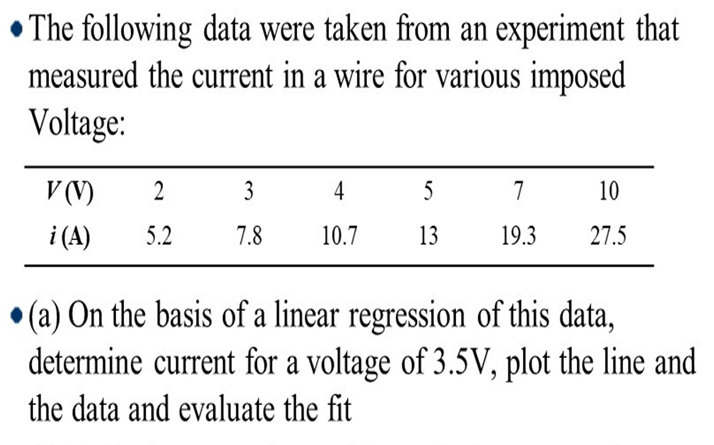 • The following data were taken from an experiment that
measured the current in a wire for various imposed
Voltage:
V (V) 2 3 4 5 7 10
i (A) 5.2 7.8 10.7 13 19.3 27.5
• (a) On the basis of a linear regression of this data,
determine current for a voltage of 3.5V, plot the line and
the data and evaluate the fit